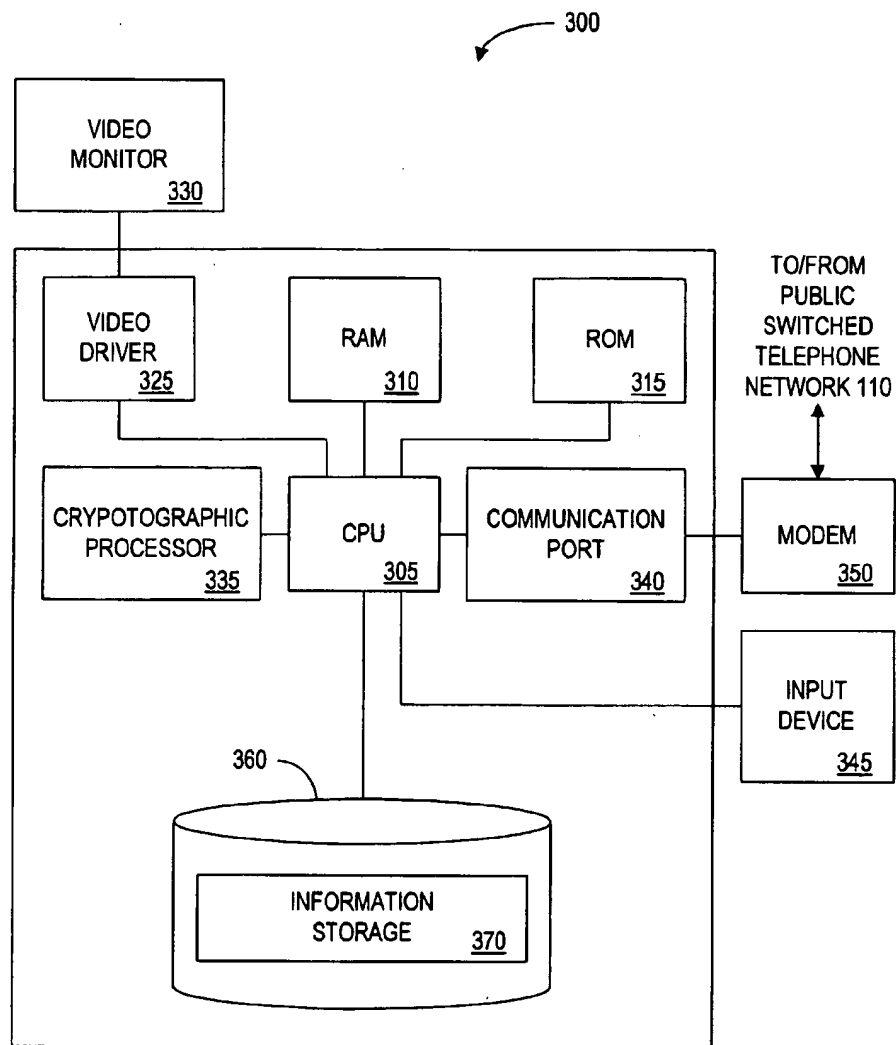 300
VIDEO
MONITOR
330
VIDEO
DRIVER
325
RAM
310
ROM
315
TO/FROM
PUBLIC
SWITCHED
TELEPHONE
NETWORK 110
CRYPOTOGRAPHIC
PROCESSOR
335
CPU
305
COMMUNICATION
PORT
340
MODEM
350
INPUT
DEVICE
345
360
INFORMATION
STORAGE
370